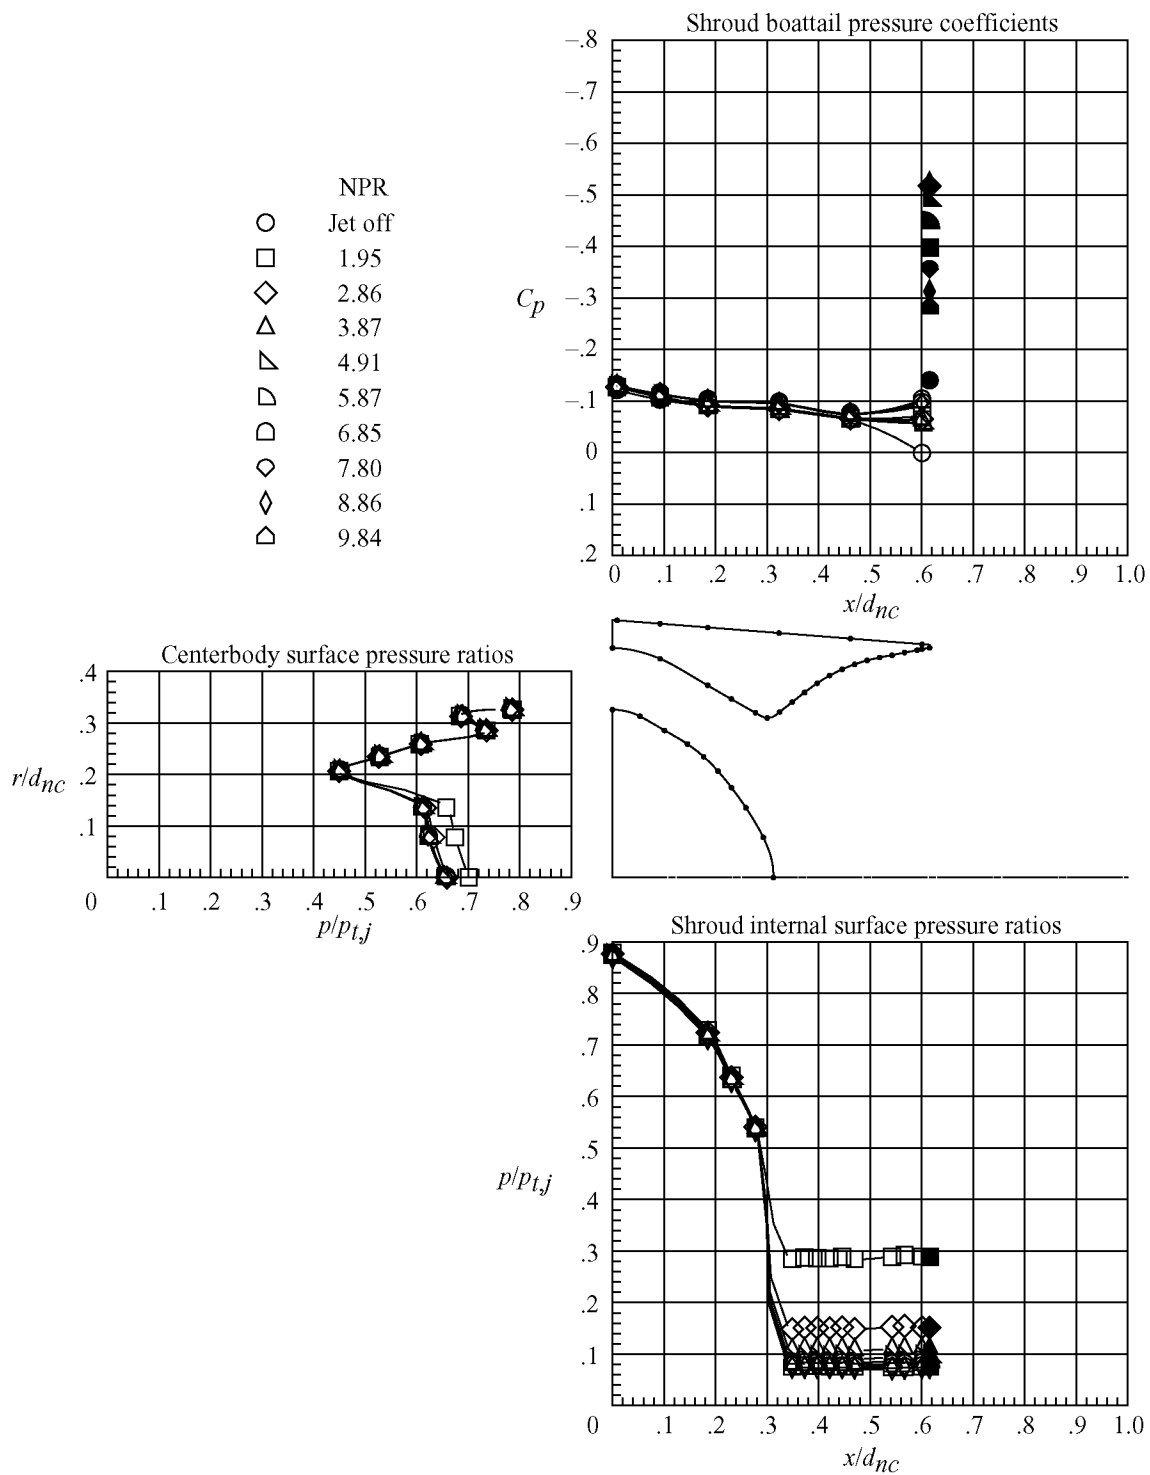 Shroud boattail pressure coefficients
–.8
–.7
–.6
–.5
–.4
–.3
–.2
–.1
0
.1
.2
Cp
0 .1 .2 .3 .4 .5 .6 .7 .8 .9 1.0
x/dnc
NPR
Jet off
1.95
2.86
3.87
4.91
5.87
6.85
7.80
8.86
9.84
Centerbody surface pressure ratios
.4
.3
.2
.1
r/dnc
0 .1 .2 .3 .4 .5 .6 .7 .8 .9
p/pt,j
Shroud internal surface pressure ratios
.9
.8
.7
.6
.5
.4
.3
.2
.1
p/pt,j
0 .1 .2 .3 .4 .5 .6 .7 .8 .9 1.0
x/dnc